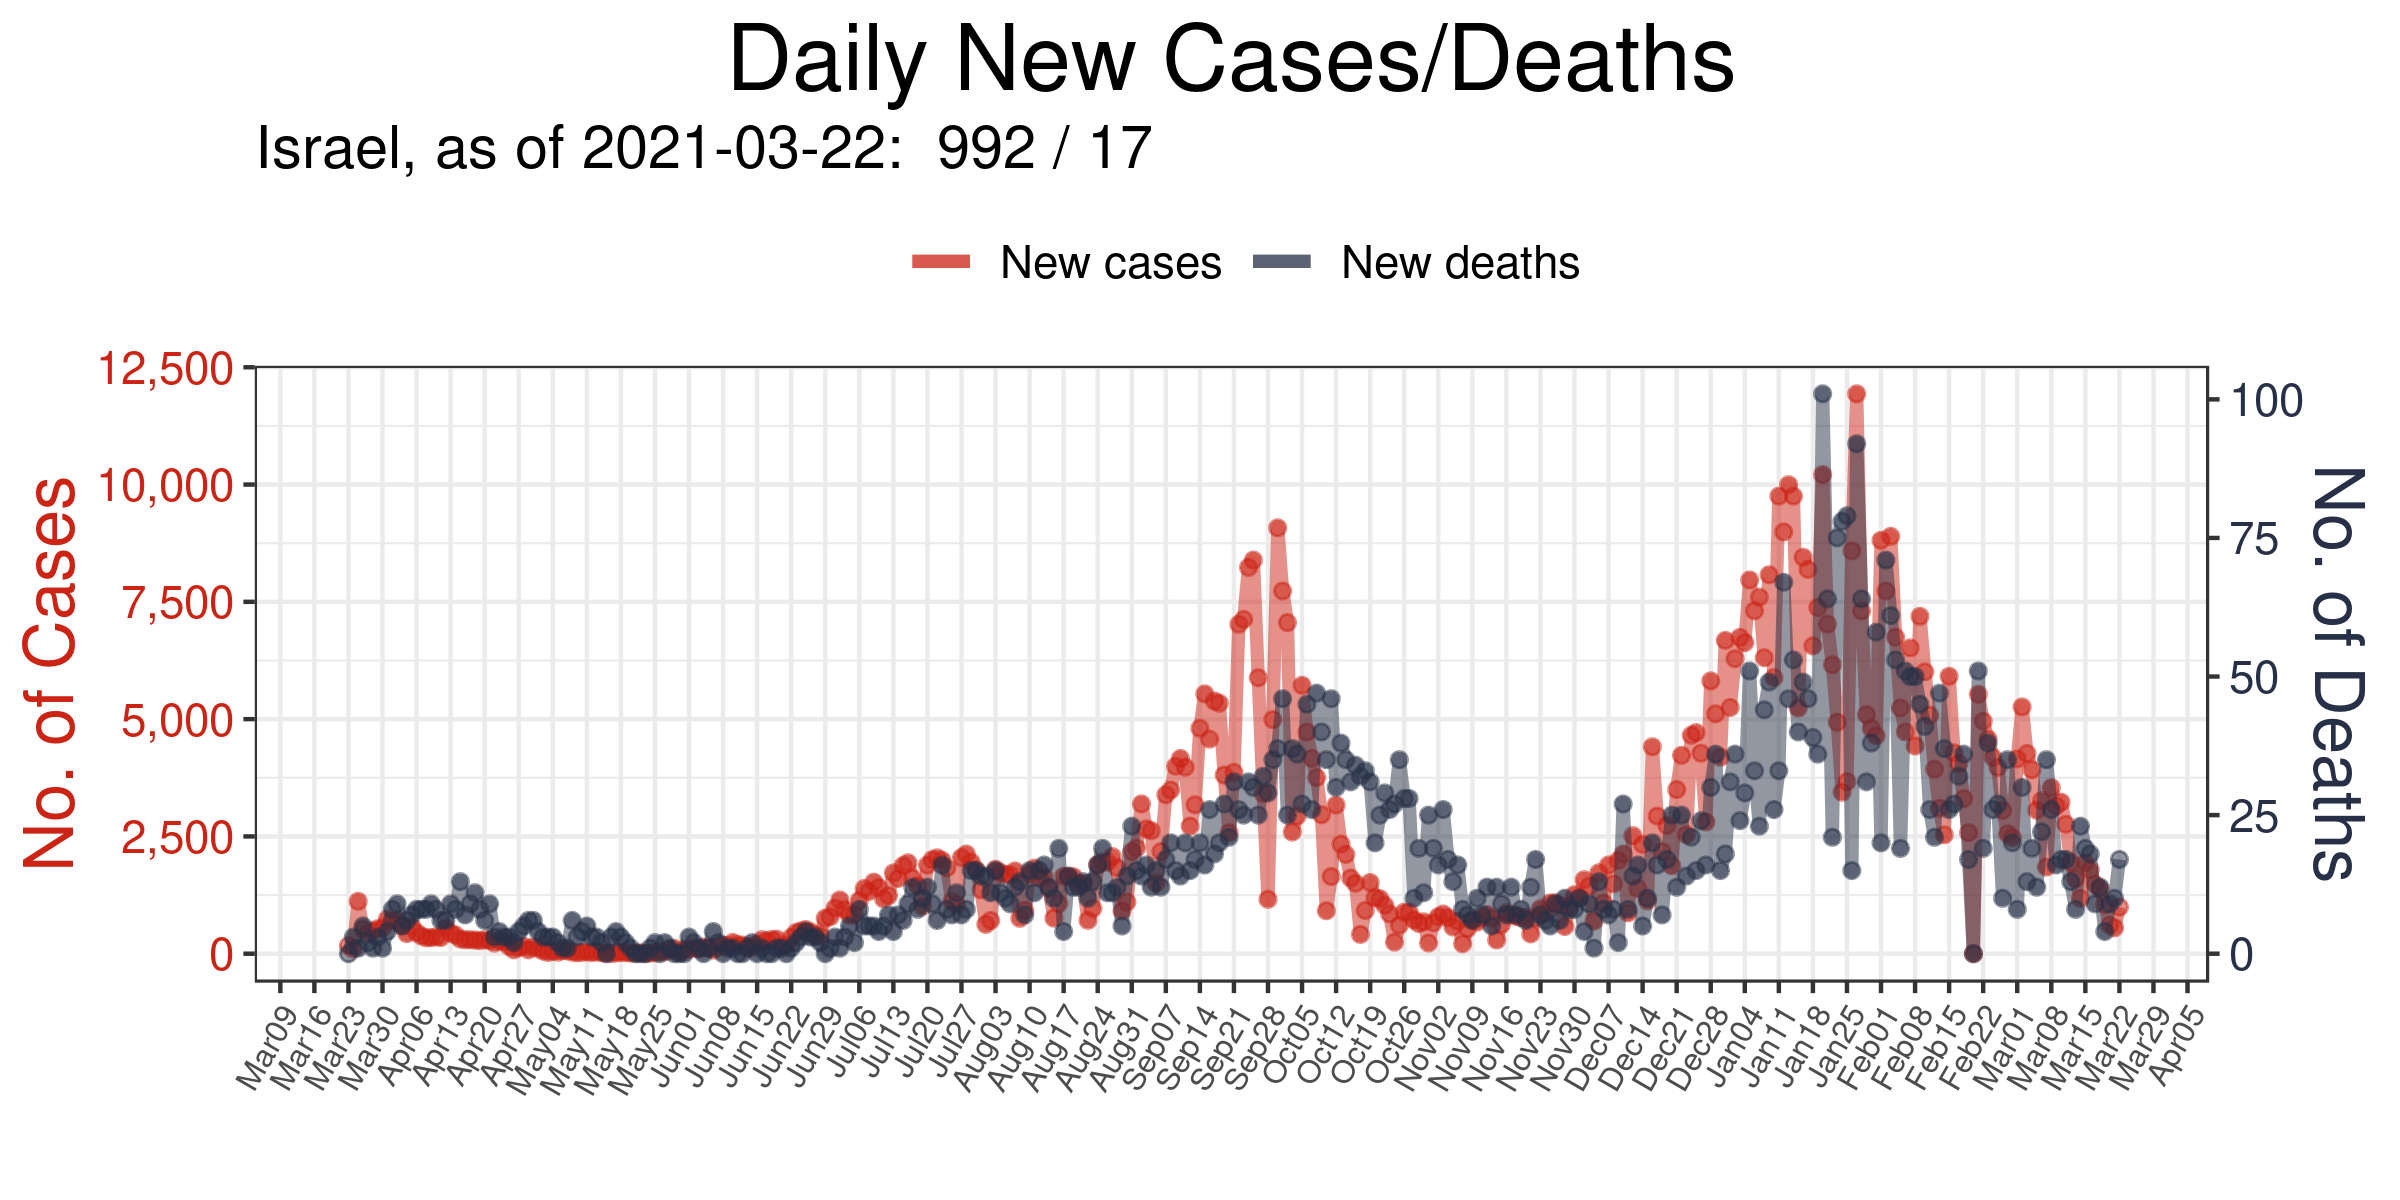 Daily New Cases/Deaths
Israel, as of 2021-03-22: 992 / 17
New cases
New deaths
No. of Cases
12,500
10,000
7,500
5,000
2,500
0
100
75
50
25
0
No. of Deaths
Mar09
Mar16
Mar23
Mar30
Apr06
Apr13
Apr20
Apr27
May04
May11
May18
May25
Jun01
Jun08
Jun15
Jun22
Jun29
Jul06
Jul13
Jul20
Jul27
Aug03
Aug10
Aug17
Aug24
Aug31
Sep07
Sep14
Sep21
Sep28
Oct05
Oct12
Oct19
Oct26
Nov02
Nov09
Nov16
Nov23
Nov30
Dec07
Dec14
Dec21
Dec28
Jan04
Jan11
Jan18
Jan25
Feb01
Feb08
Feb15
Feb22
Mar01
Mar08
Mar15
Mar22
Mar29
Apr05